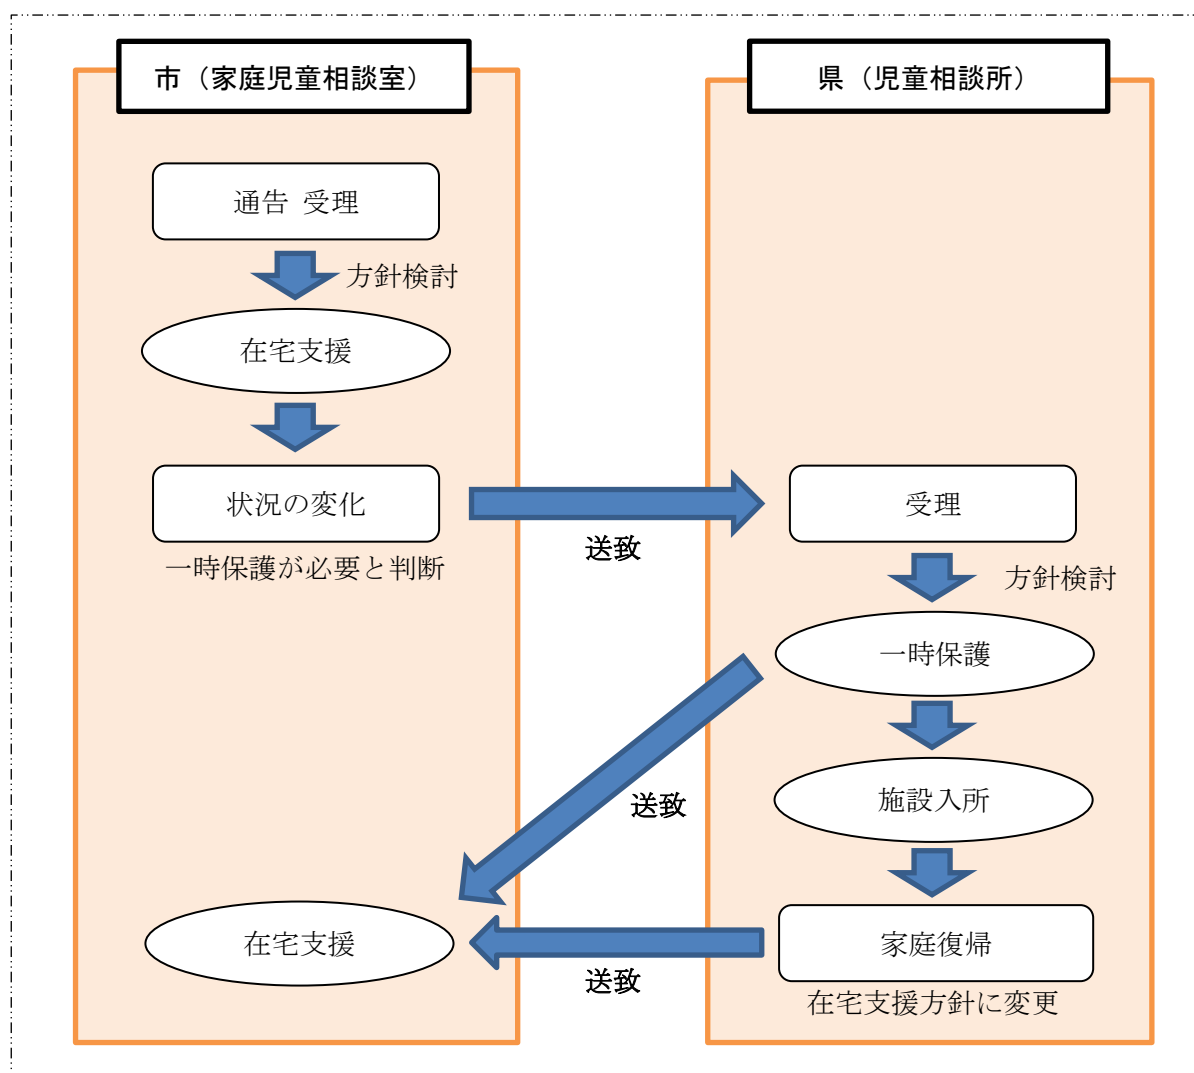 市（家庭児童相談室）
県（児童相談所）
通告 受理
方針検討
在宅支援
状況の変化
一時保護が必要と判断
送致
受理
方針検討
一時保護
送致
施設入所
在宅支援
送致
家庭復帰
在宅支援方針に変更